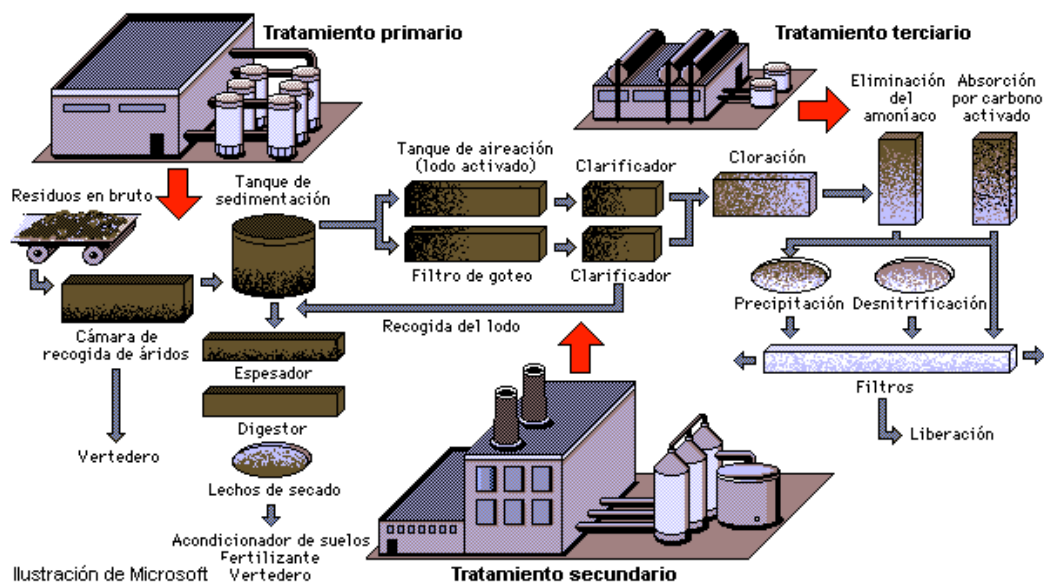 Tratamiento primario
Tratamiento terciario
Eliminación
del
amoníaco
Absorción
por carbono
activado
Residuos en bruto
Tanque de
sedimentación
Tanque de aireación
(lodo activado)
Clarificador
Cloración
Filtro de goteo
Clarificador
Cámara de
recogida de áridos
Recogida del lodo
Precipitación
Desnitrificación
Espesador
Filtros
Digestor
Vertedero
Liberación
Lechos de secado
Acondicionador de suelos
Fertilizante
Vertedero
Ilustración de Microsoft
Tratamiento secundario